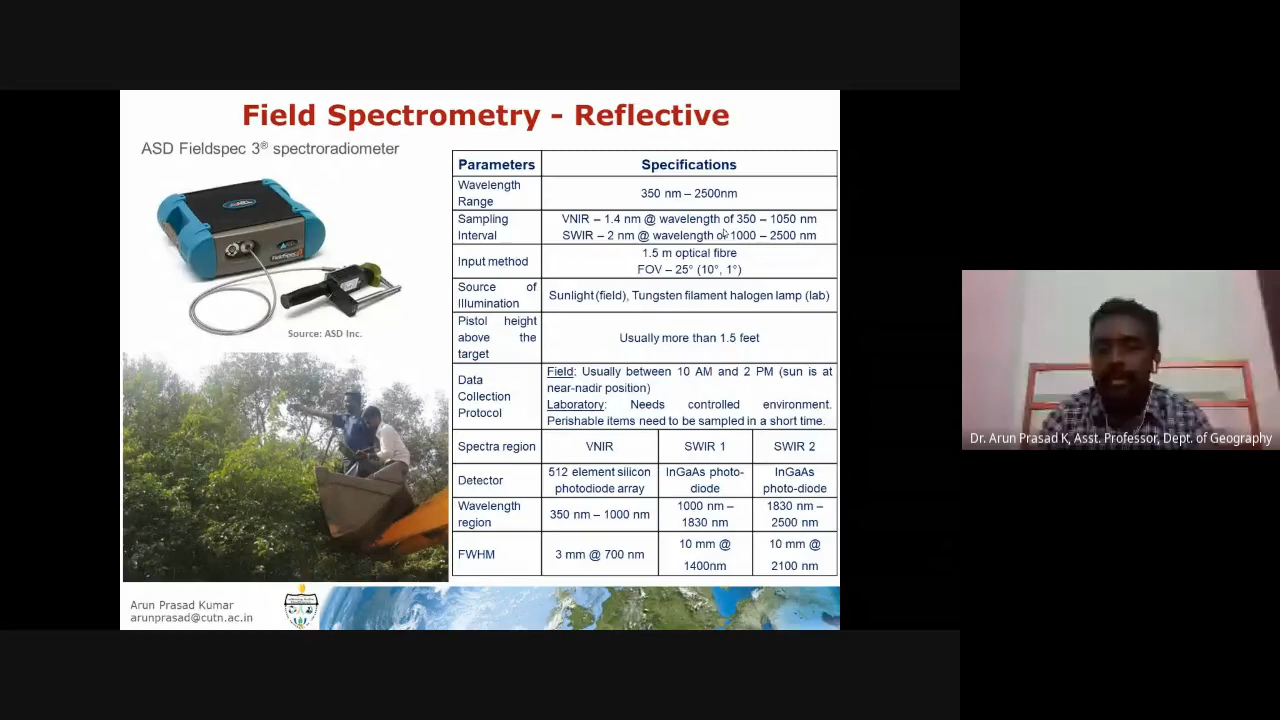 Field Spectrometry - Reflective
ASD Fieldspec 3® spectroradiometer
Source: ASD Inc.
Parameters Specifications
Wavelength Range 350 nm – 2500nm
Sampling Interval VNIR – 1.4 nm @ wavelength of 350 – 1050 nm
SWIR – 2 nm @ wavelength of 1000 – 2500 nm
Input method 1.5 m optical fibre
FOV – 25° (10°, 1°)
Source of Illumination Sunlight (field), Tungsten filament halogen lamp (lab)
Pistol height above the target Usually more than 1.5 feet
Data Collection Protocol Field: Usually between 10 AM and 2 PM (sun is at
near-nadir position)
Laboratory: Needs controlled environment.
Perishable items need to be sampled in a short time.
Spectra region VNIR SWIR 1 SWIR 2
Detector 512 element silicon photodiode array InGaAs photo-diode InGaAs photo-diode
Wavelength region 350 nm – 1000 nm 1000 nm – 1830 nm 1830 nm – 2500 nm
FWHM 3 mm @ 700 nm 10 mm @ 1400nm 10 mm @ 2100 nm
Arun Prasad Kumar
arunprasad@cutn.ac.in
Dr. Arun Prasad K, Asst. Professor, Dept. of Geography